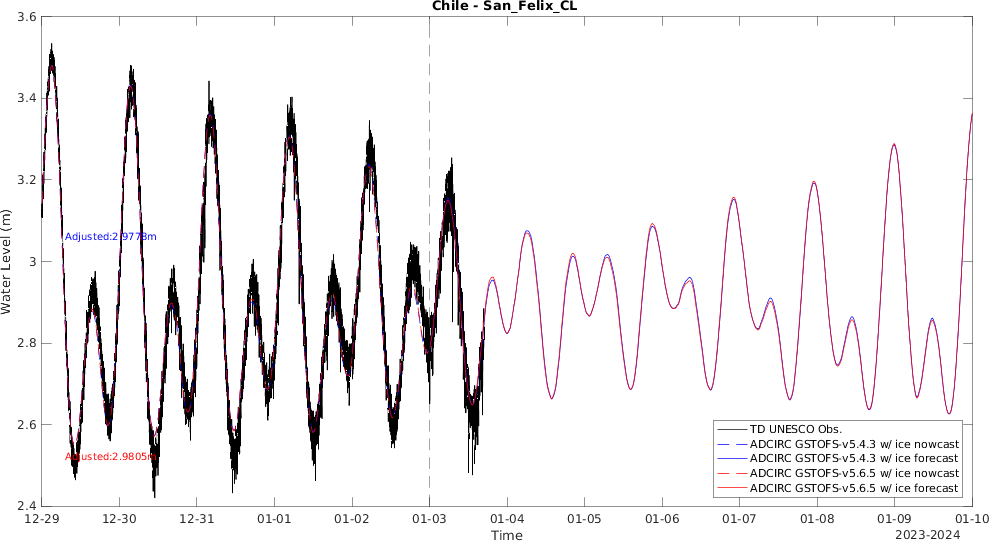 Chile - San_Felix_CL
3.6
3.4
3.2
3
2.8
2.6
2.4
Water Level (m)
Adjusted:2.9778m
Adjusted:2.9805m
TD UNESCO Obs.
ADCIRC GSTOFS-v5.4.3 w/ ice nowcast
ADCIRC GSTOFS-v5.4.3 w/ ice forecast
ADCIRC GSTOFS-v5.6.5 w/ ice nowcast
ADCIRC GSTOFS-v5.6.5 w/ ice forecast
12-29 12-30 12-31 01-01 01-02 01-03 01-04 01-05 01-06 01-07 01-08 01-09 01-10
Time
2023-2024